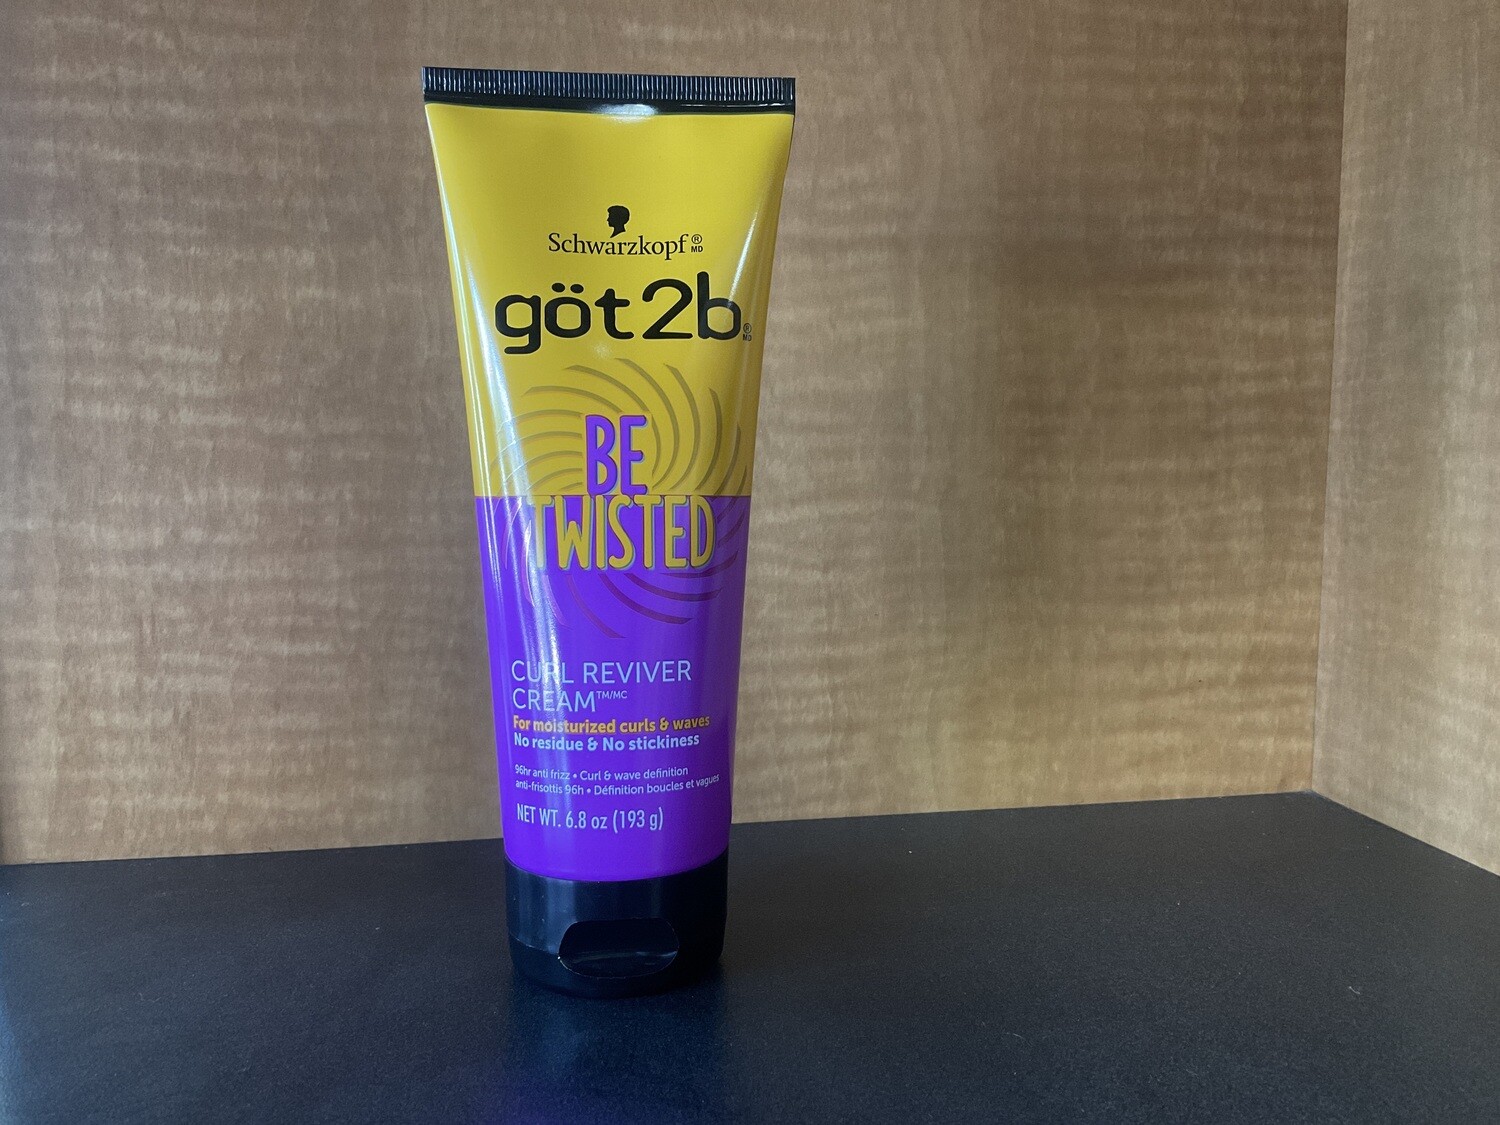 Schwarzkopf® MD
göt2b® MD
BE
TWISTED
CURL REVIVER
CREAM™/MC
For moisturized curls & waves
No residue & No stickiness
96hr anti frizz • Curl & wave definition
anti-frisottis 96h • Définition boucles et vagues
NET WT. 6.8 oz (193 g)